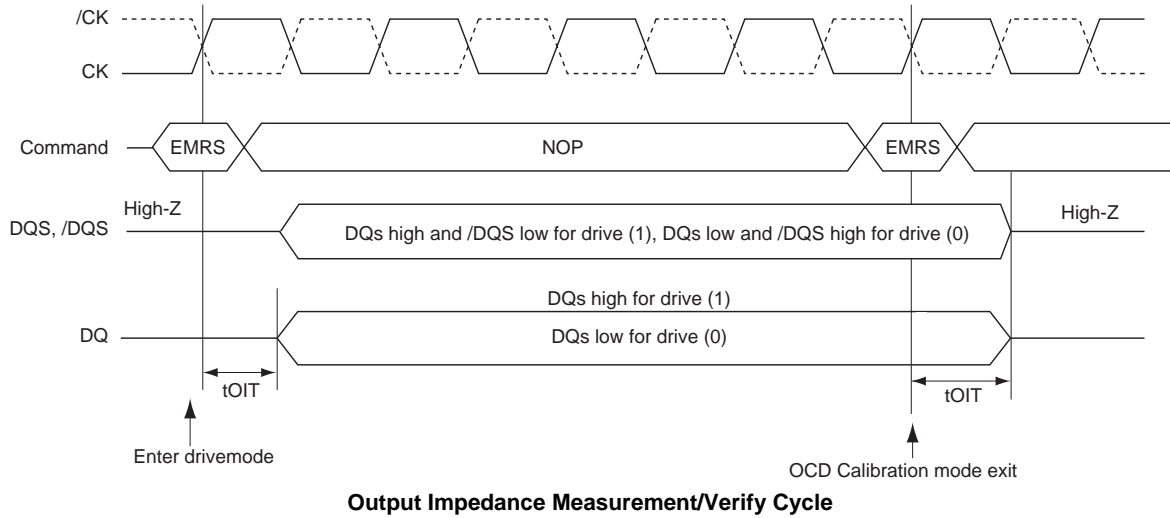 /CK
CK
Command
EMRS
NOP
EMRS
High-Z
High-Z
DQS, /DQS
DQs high and /DQS low for drive (1), DQs low and /DQS high for drive (0)
DQs high for drive (1)
DQ
DQs low for drive (0)
tOIT
tOIT
Enter drivemode
OCD Calibration mode exit
Output Impedance Measurement/Verify Cycle